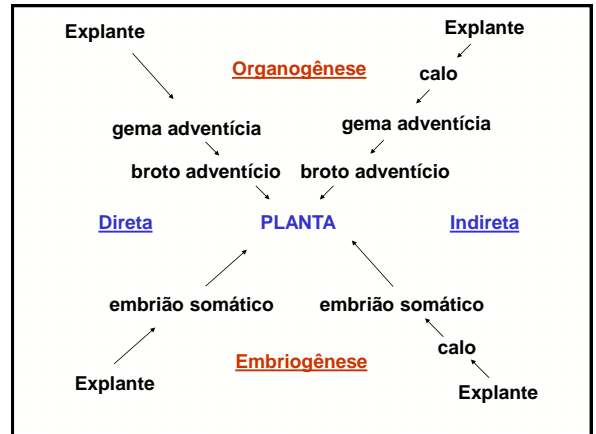 Explante
Explante
Organogênese
calo
gema adventícia
gema adventícia
broto adventício
broto adventício
Direta
PLANTA
Indireta
embrião somático
embrião somático
calo
Embriogênese
Explante
Explante